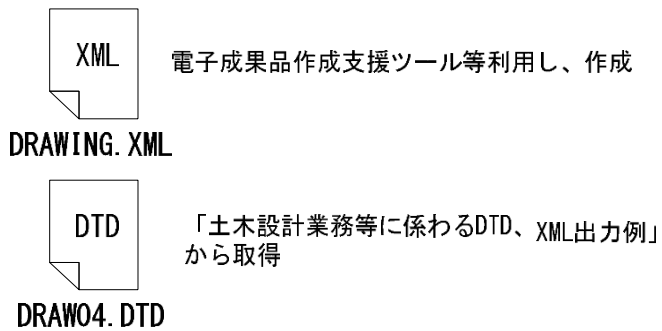 XML
電子成果品作成支援ツール等利用し、作成
DRAWING.XML
DTD
「土木設計業務等に係わるDTD、XML出力例」
から取得
DRAW04.DTD